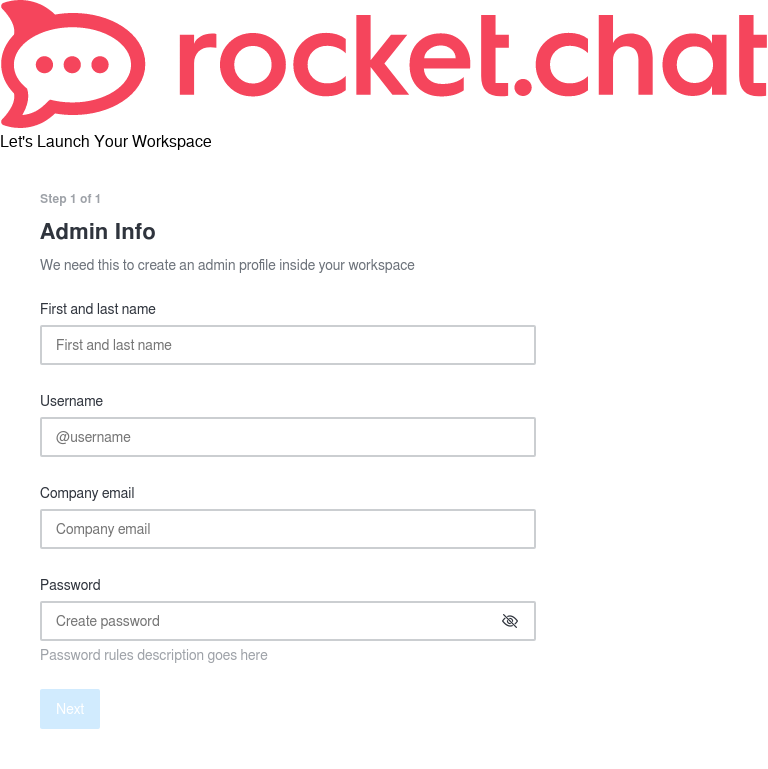 rocket.chat
Let's Launch Your Workspace
Step 1 of 1
Admin Info
We need this to create an admin profile inside your workspace
First and last name
First and last name
Username
@username
Company email
Company email
Password
Create password
Password rules description goes here
Next